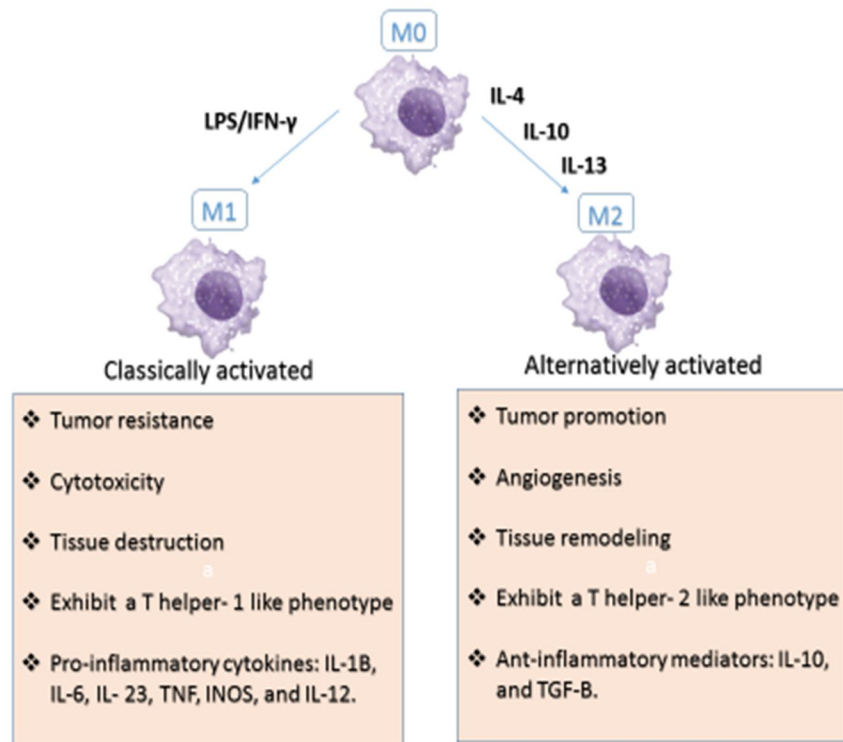 M0
LPS/IFN-γ
IL-4
IL-10
IL-13
M1
M2
Classically activated
❖ Tumor resistance
❖ Cytotoxicity
❖ Tissue destruction
a
❖ Exhibit a T helper- 1 like phenotype
❖ Pro-inflammatory cytokines: IL-1B,
IL-6, IL- 23, TNF, INOS, and IL-12.
Alternatively activated
❖ Tumor promotion
❖ Angiogenesis
❖ Tissue remodeling
a
❖ Exhibit a T helper- 2 like phenotype
❖ Ant-inflammatory mediators: IL-10,
and TGF-B.